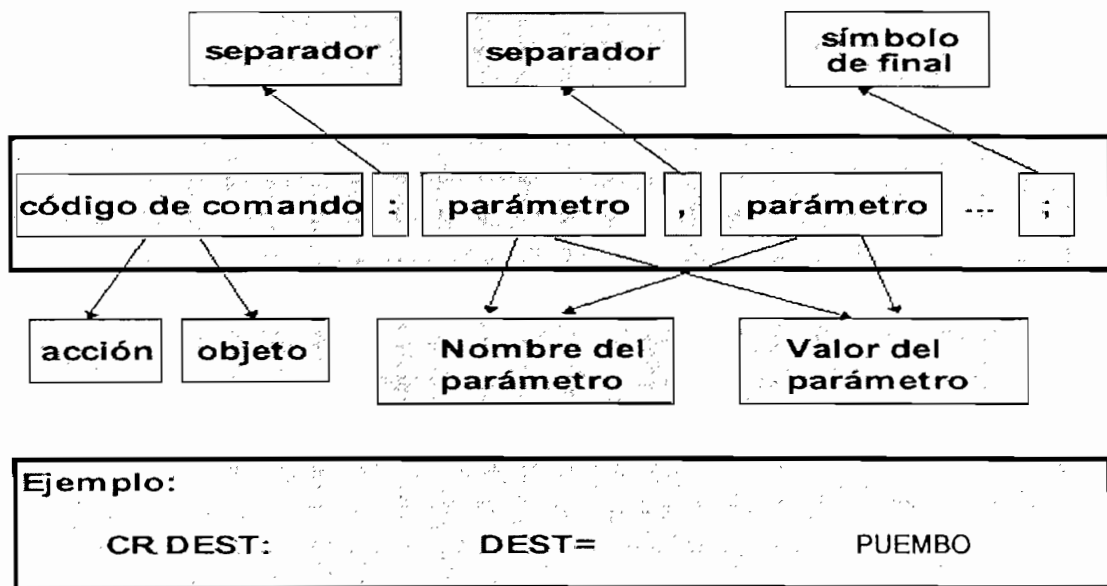 separador separador símbolo
de final
código de comando : parámetro , parámetro ... ;
acción objeto Nombre del Valor del
parámetro parámetro
Ejemplo:
CR DEST: DEST= PUEMBO